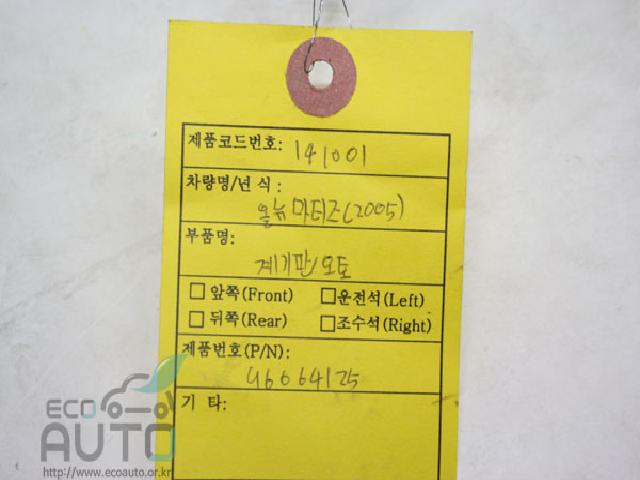 제품코드번호: 141001
차량명/년 식 :
올뉴 마티즈(2005)
부품명:
계기판/오토
□ 앞쪽(Front) □운전석(Left)
□ 뒤쪽(Rear) □조수석(Right)
제품번호(P/N):
96064125
기 타:
ECO
AUTO
http://www.ecoauto.or.kr